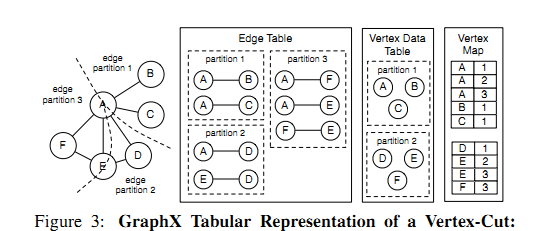 edge
partition 1
edge
partition 3
edge
partition 2
A
B
C
D
E
F
Edge Table
partition 1
A B
A C
partition 2
A D
E D
partition 3
A F
A E
F E
Vertex Data
Table
partition 1
A B
C
partition 2
D E
F
Vertex
Map
A 1
A 2
A 3
B 1
C 1
D 1
E 2
E 3
F 3
Figure 3: GraphX Tabular Representation of a Vertex-Cut: